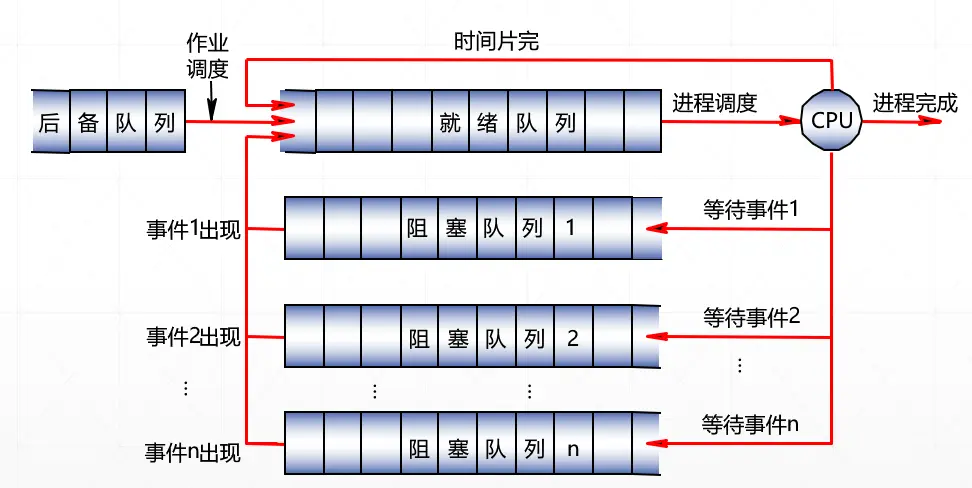 时间片完
作业
调度
后备队列
就绪队列
进程调度
CPU
进程完成
事件1出现
阻塞队列1
等待事件1
事件2出现
阻塞队列2
等待事件2
⋮
⋮
⋮
⋮
事件n出现
阻塞队列n
等待事件n